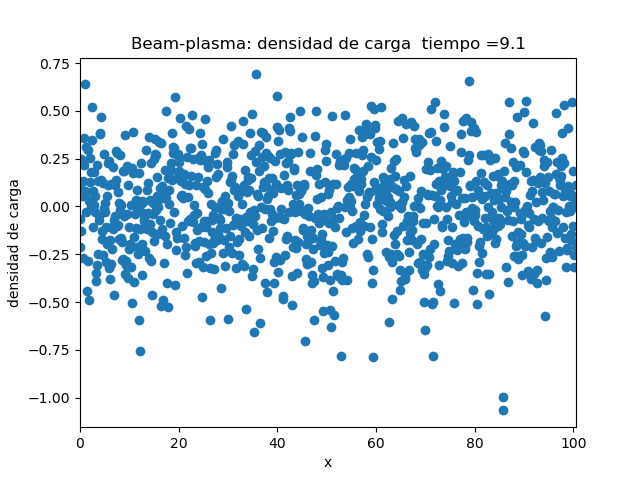 Beam-plasma: densidad de carga  tiempo =9.1
densidad de carga
0.75
0.50
0.25
0.00
−0.25
−0.50
−0.75
−1.00
0 20 40 60 80 100
x